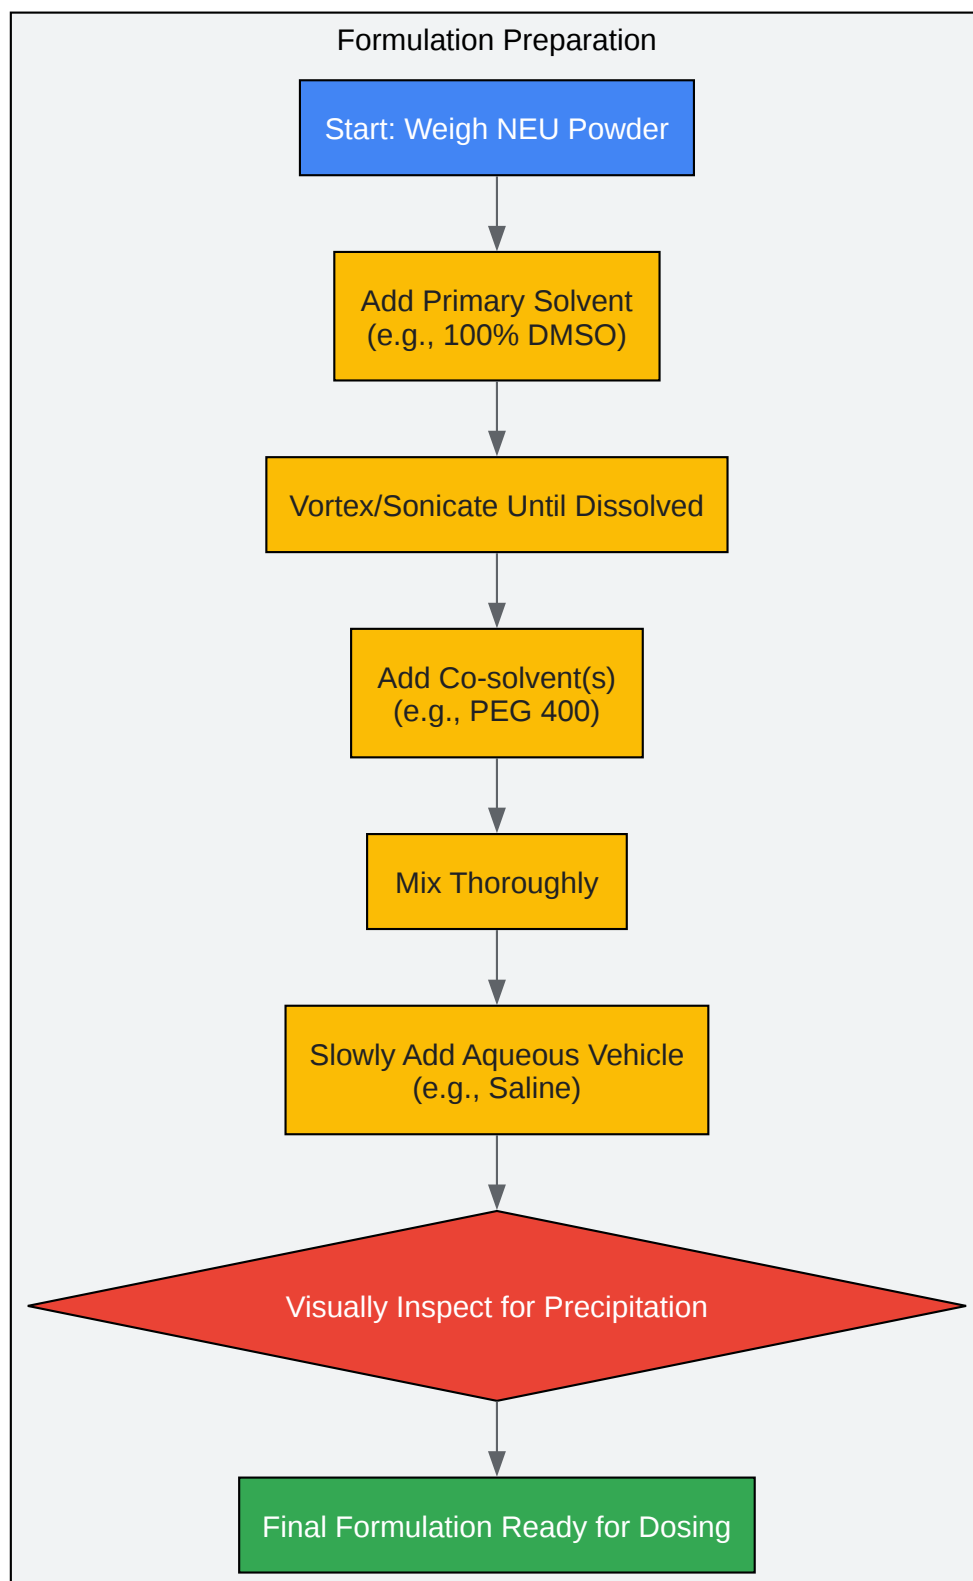 Formulation Preparation
Start: Weigh NEU Powder
Add Primary Solvent
(e.g., 100% DMSO)
Vortex/Sonicate Until Dissolved
Add Co-solvent(s)
(e.g., PEG 400)
Mix Thoroughly
Slowly Add Aqueous Vehicle
(e.g., Saline)
Visually Inspect for Precipitation
Final Formulation Ready for Dosing